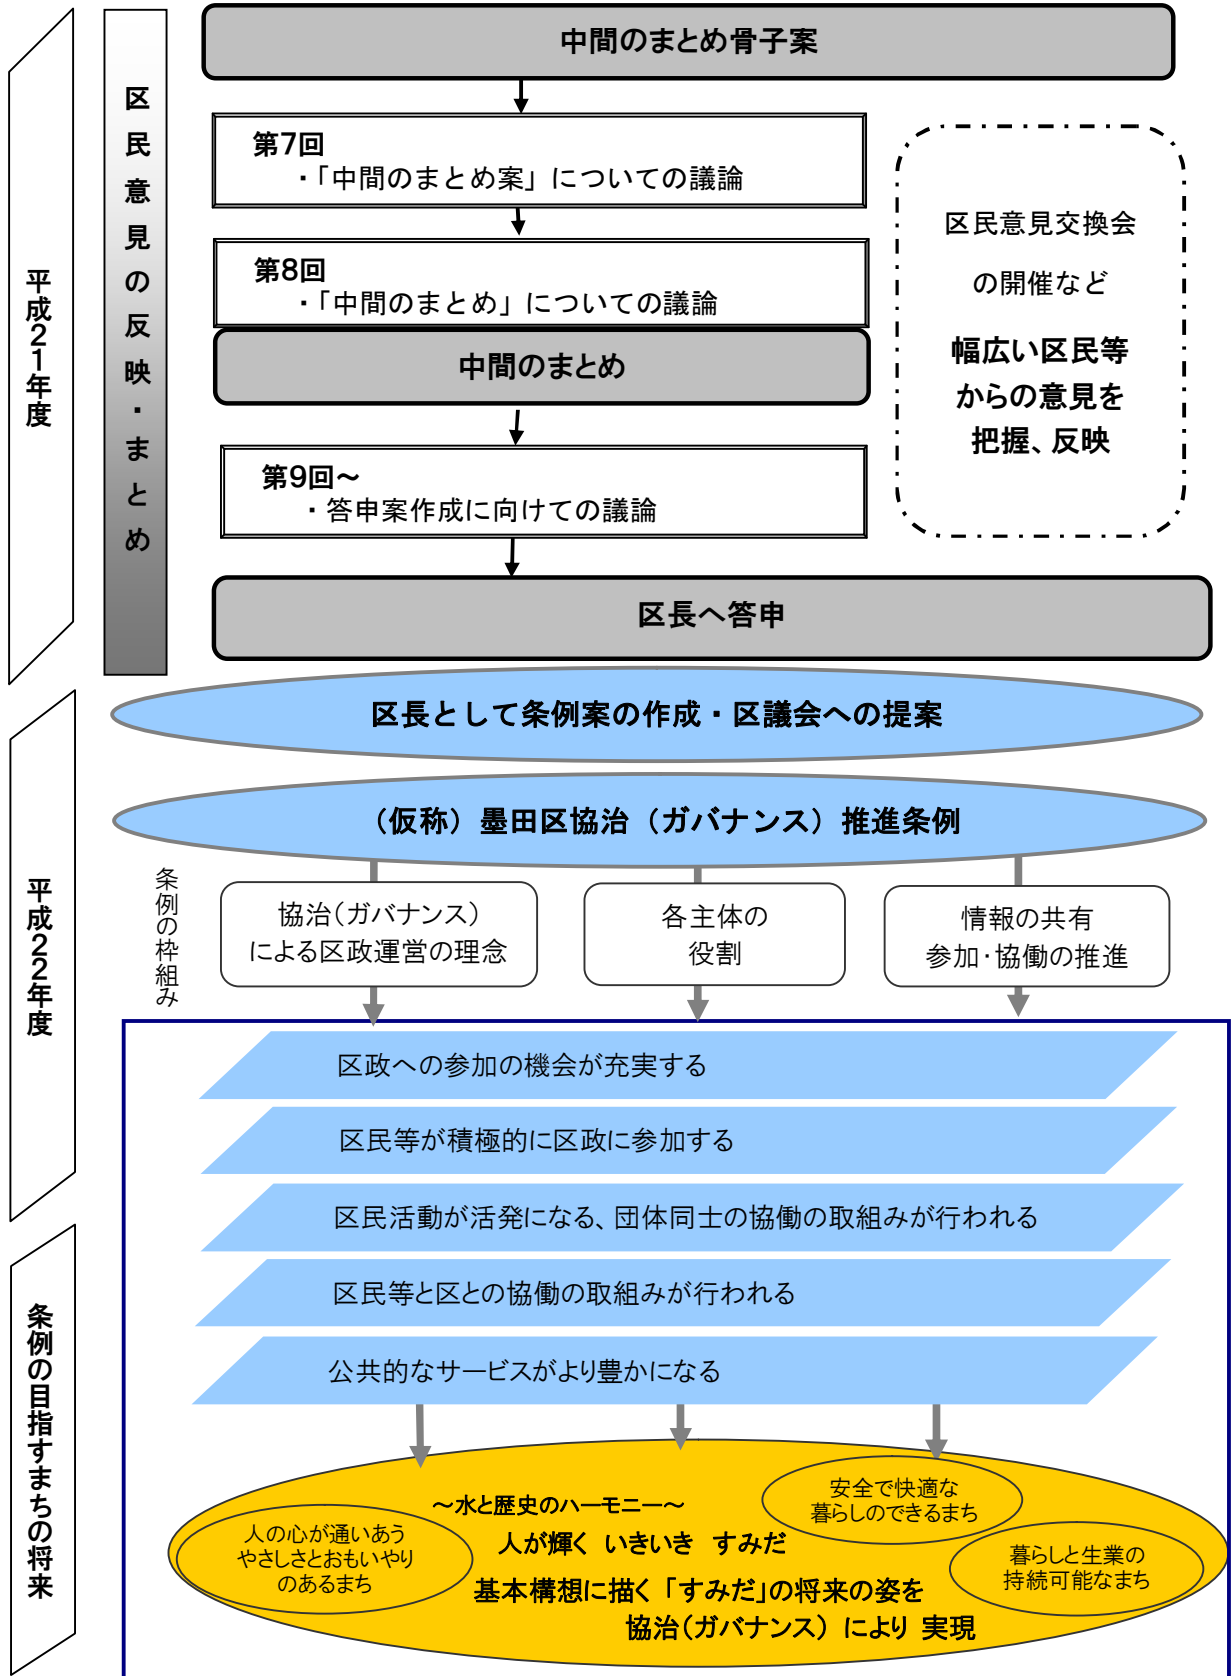 平成21年度
区民意見の反映・まとめ
中間のまとめ骨子案
第7回
・「中間のまとめ案」についての議論
第8回
・「中間のまとめ」についての議論
中間のまとめ
第9回～
・答申案作成に向けての議論
区民意見交換会
の開催など
幅広い区民等
からの意見を
把握、反映
区長へ答申
平成22年度
区長として条例案の作成・区議会への提案
（仮称）墨田区協治（ガバナンス）推進条例
条例の枠組み
協治（ガバナンス）
による区政運営の理念
各主体の
役割
情報の共有
参加・協働の推進
区政への参加の機会が充実する
区民等が積極的に区政に参加する
区民活動が活発になる、団体同士の協働の取組みが行われる
区民等と区との協働の取組みが行われる
公共的なサービスがより豊かになる
条例の目指すまちの将来
～水と歴史のハーモニー～
人が輝く いきいき すみだ
基本構想に描く「すみだ」の将来の姿を
協治（ガバナンス）により 実現
人の心が通いあう
やさしさとおもいやり
のあるまち
安全で快適な
暮らしのできるまち
暮らしと生業の
持続可能なまち